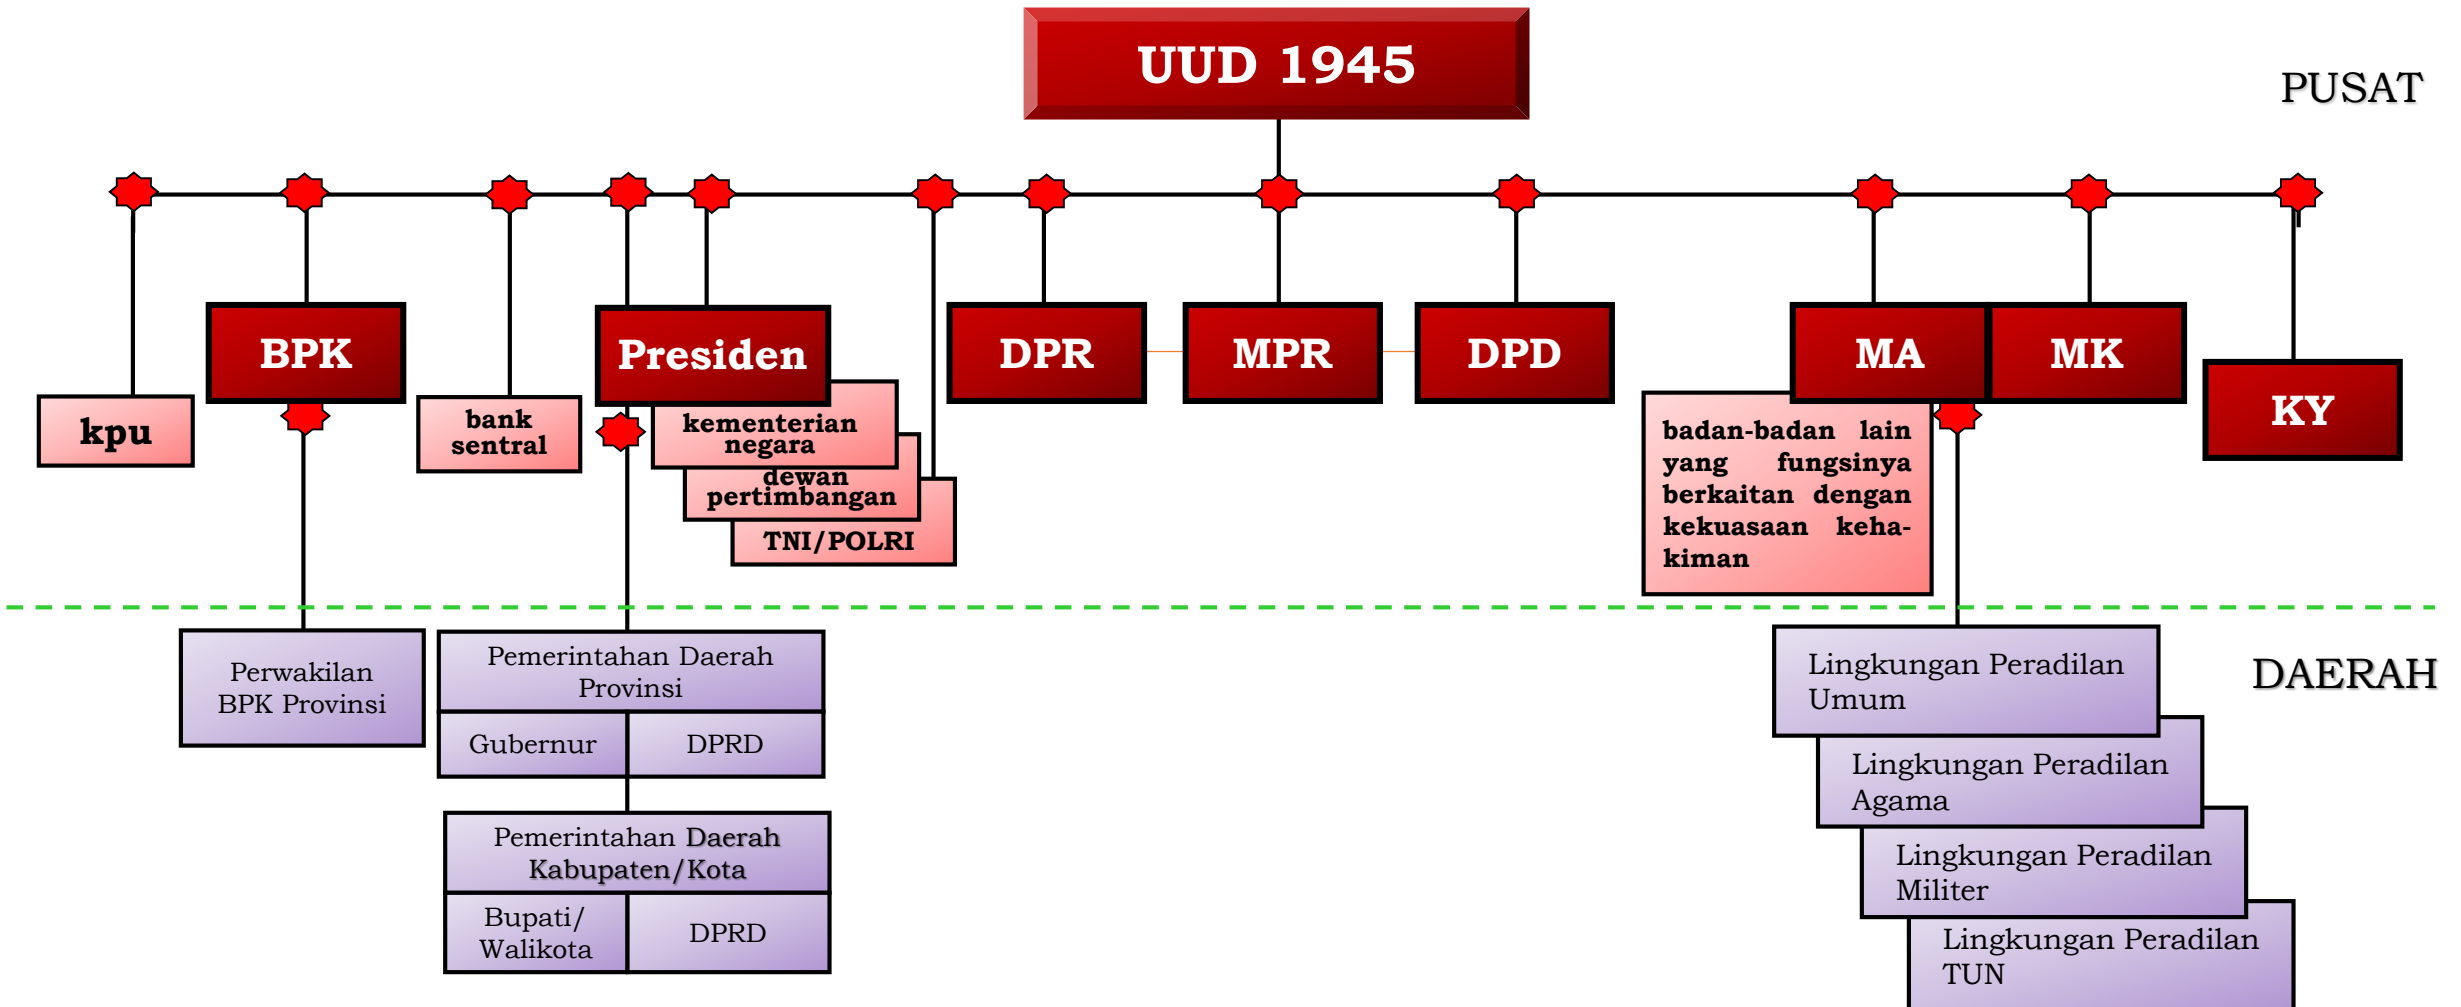 UUD 1945
PUSAT
BPK
Presiden
DPR
MPR
DPD
MA
MK
KY
kpu
bank
sentral
kementerian
negara
dewan
pertimbangan
TNI/POLRI
badan-badan lain
yang fungsinya
berkaitan dengan
kekuasaan keha-
kiman
DAERAH
Perwakilan
BPK Provinsi
Pemerintahan Daerah
Provinsi
Gubernur
DPRD
Pemerintahan Daerah
Kabupaten/Kota
Bupati/
Walikota
DPRD
Lingkungan Peradilan
Umum
Lingkungan Peradilan
Agama
Lingkungan Peradilan
Militer
Lingkungan Peradilan
TUN